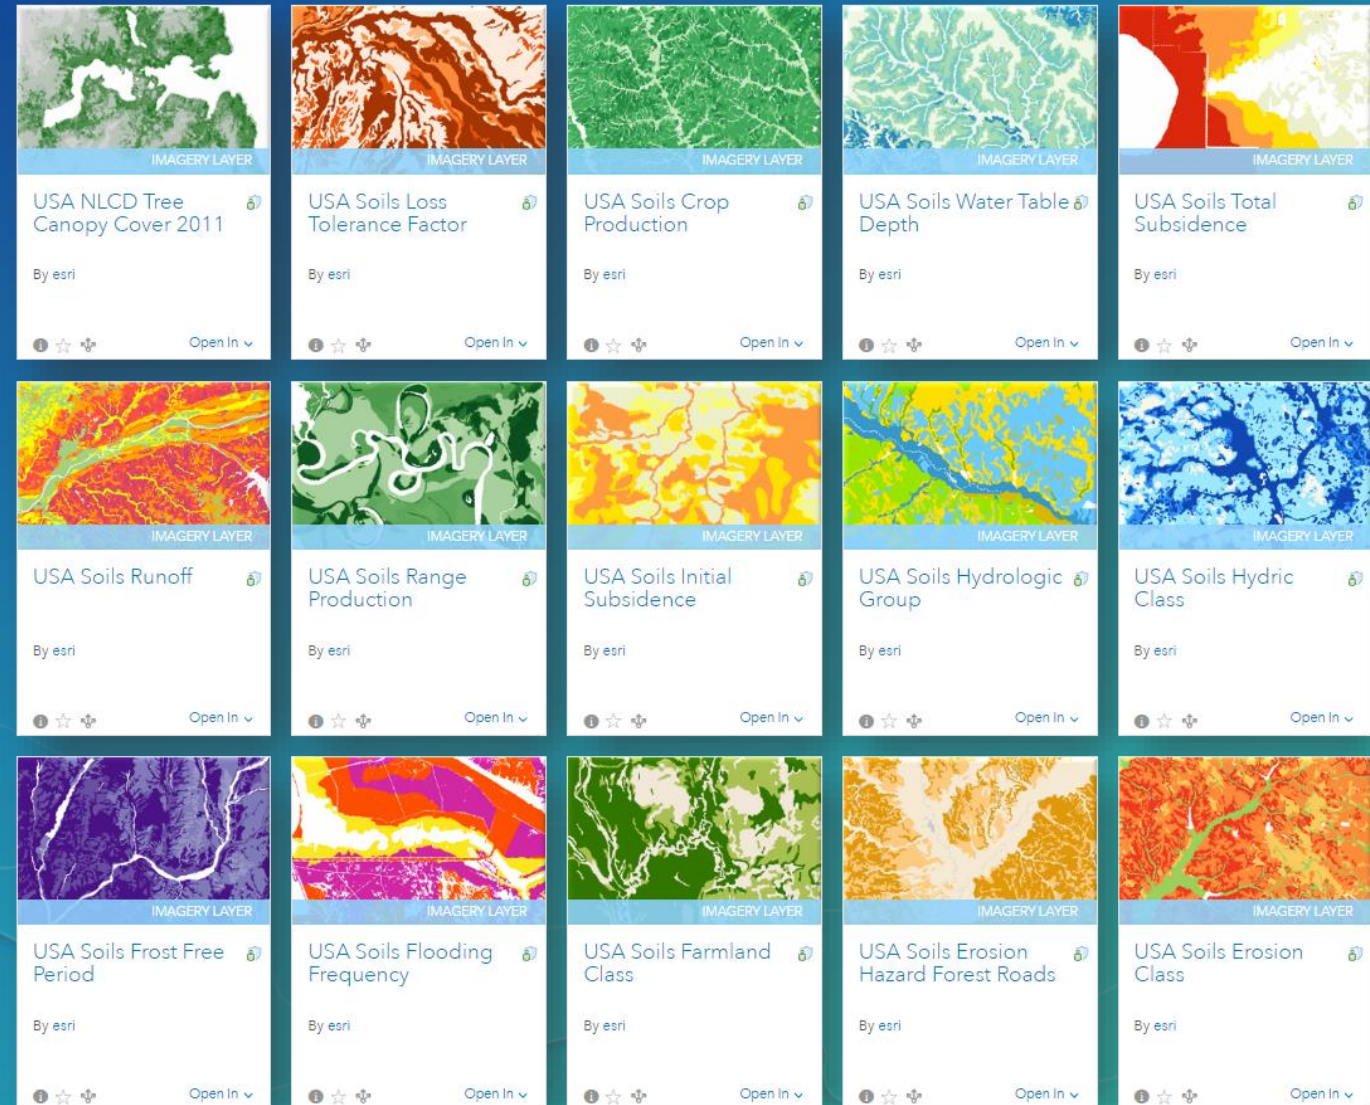 IMAGERY LAYER
USA NLCD Tree
Canopy Cover 2011
By esri
Open In
IMAGERY LAYER
USA Soils Loss
Tolerance Factor
By esri
Open In
IMAGERY LAYER
USA Soils Crop
Production
By esri
Open In
IMAGERY LAYER
USA Soils Water Table
Depth
By esri
Open In
IMAGERY LAYER
USA Soils Total
Subsidence
By esri
Open In
IMAGERY LAYER
USA Soils Runoff
By esri
Open In
IMAGERY LAYER
USA Soils Range
Production
By esri
Open In
IMAGERY LAYER
USA Soils Initial
Subsidence
By esri
Open In
IMAGERY LAYER
USA Soils Hydrologic
Group
By esri
Open In
IMAGERY LAYER
USA Soils Hydric
Class
By esri
Open In
IMAGERY LAYER
USA Soils Frost Free
Period
By esri
Open In
IMAGERY LAYER
USA Soils Flooding
Frequency
By esri
Open In
IMAGERY LAYER
USA Soils Farmland
Class
By esri
Open In
IMAGERY LAYER
USA Soils Erosion
Hazard Forest Roads
By esri
Open In
IMAGERY LAYER
USA Soils Erosion
Class
By esri
Open In